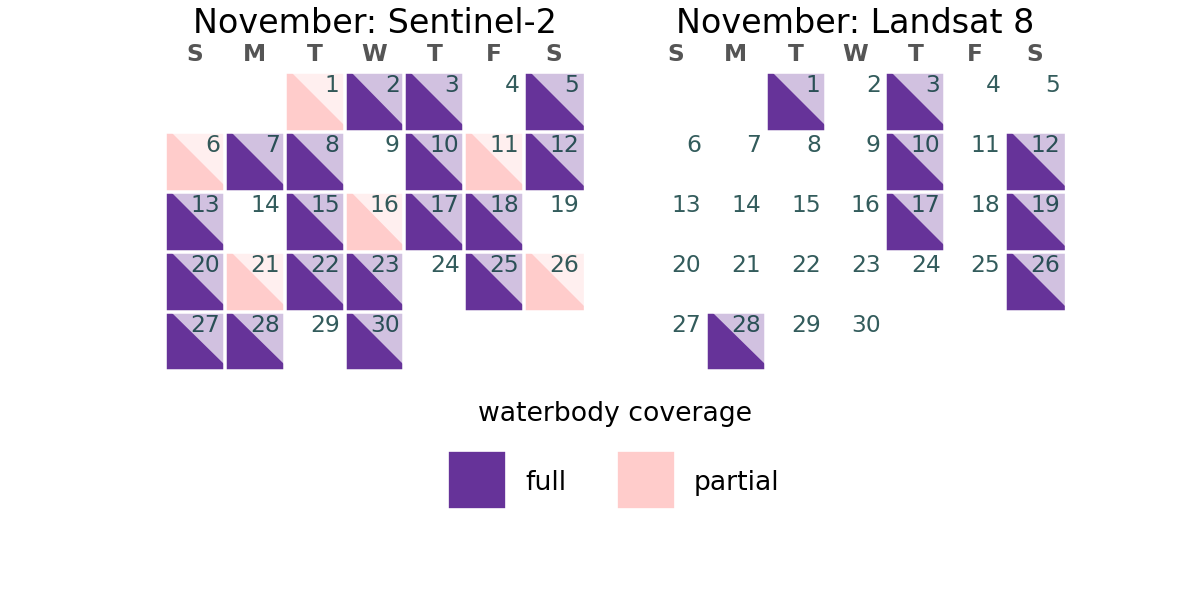 November: Sentinel-2
S M T W T F S
1 2 3 4 5
6 7 8 9 10 11 12
13 14 15 16 17 18 19
20 21 22 23 24 25 26
27 28 29 30
November: Landsat 8
S M T W T F S
1 2 3 4 5
6 7 8 9 10 11 12
13 14 15 16 17 18 19
20 21 22 23 24 25 26
27 28 29 30
waterbody coverage
full partial